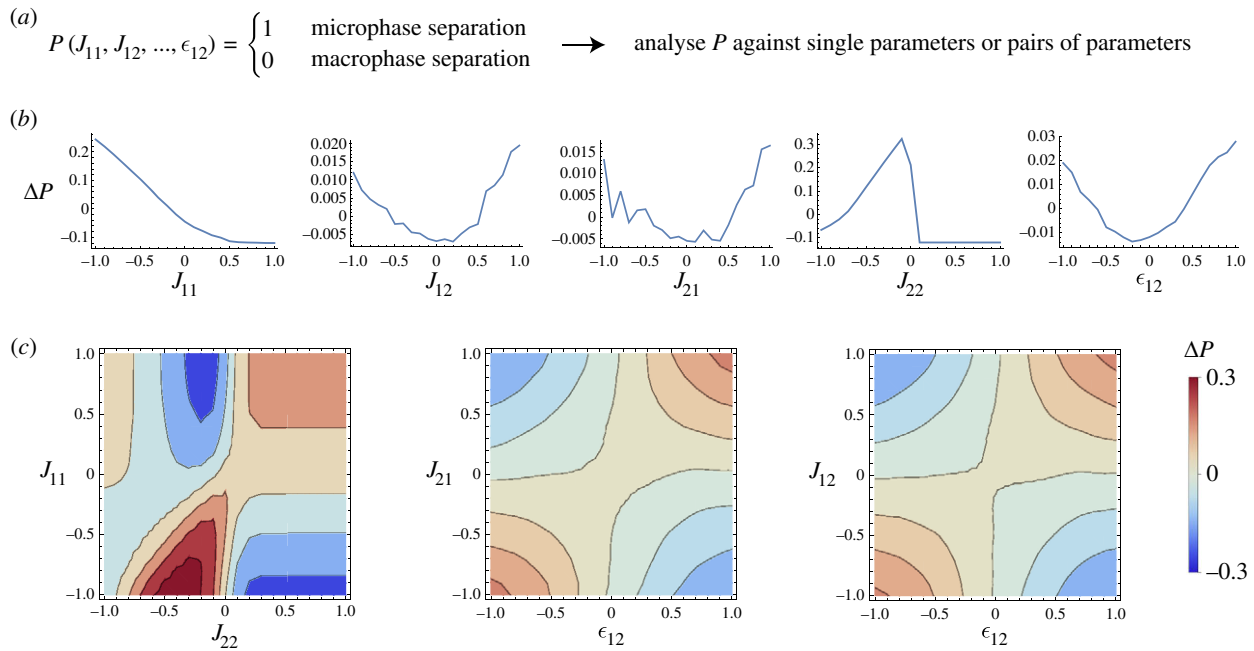 (a)
P (J11, J12, ..., ϵ12) = { 1 microphase separation
0 macrophase separation
analyse P against single parameters or pairs of parameters
(b)
ΔP
0.2
0.1
0
−0.1
−1.0 −0.5 0 0.5 1.0
J11
0.020
0.015
0.010
0.005
0
−0.005
−1.0 −0.5 0 0.5 1.0
J12
0.015
0.010
0.005
0
−0.005
−1.0 −0.5 0 0.5 1.0
J21
0.3
0.2
0.1
0
−0.1
−1.0 −0.5 0 0.5 1.0
J22
0.03
0.02
0.01
0
−0.01
−1.0 −0.5 0 0.5 1.0
ϵ12
(c)
1.0
0.5
J11 0
−0.5
−1.0
−1.0 −0.5 0 0.5 1.0
J22
1.0
0.5
J21 0
−0.5
−1.0
−1.0 −0.5 0 0.5 1.0
ϵ12
1.0
0.5
J12 0
−0.5
−1.0
−1.0 −0.5 0 0.5 1.0
ϵ12
ΔP
0.3
0
−0.3